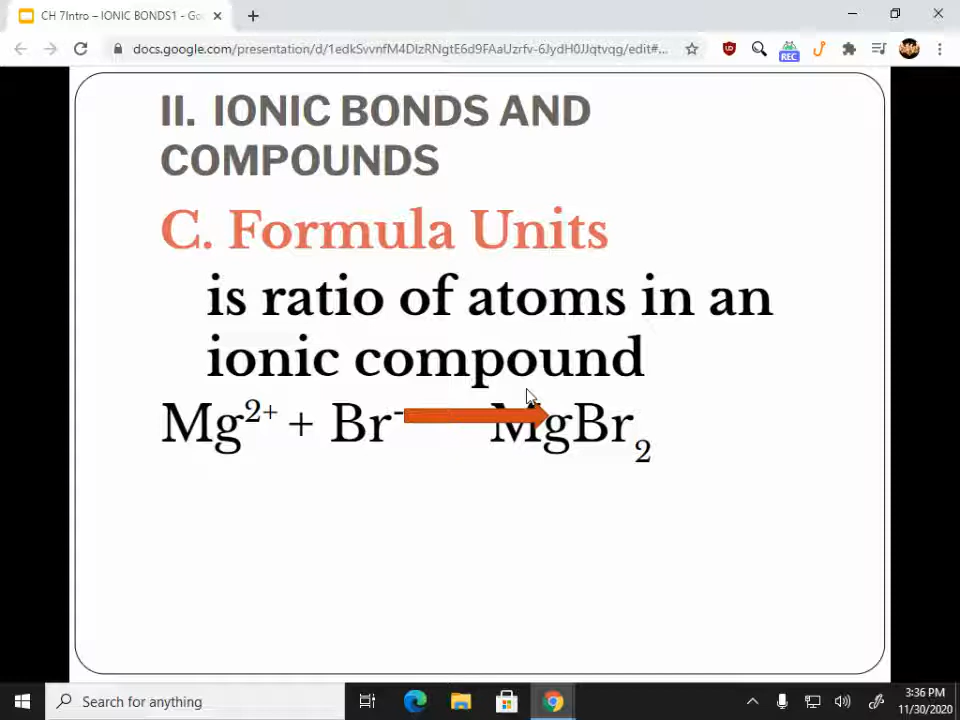 CH 7Intro – IONIC BONDS1 - Go
docs.google.com/presentation/d/1edkSvvnfM4DlzRNgtE6d9FAaUzrfv-6JydH0JJqtvqg/edit#...
REC
II. IONIC BONDS AND
COMPOUNDS
C. Formula Units
is ratio of atoms in an
ionic compound
Mg²⁺ + Br⁻ MgBr₂
Search for anything
3:36 PM
11/30/2020